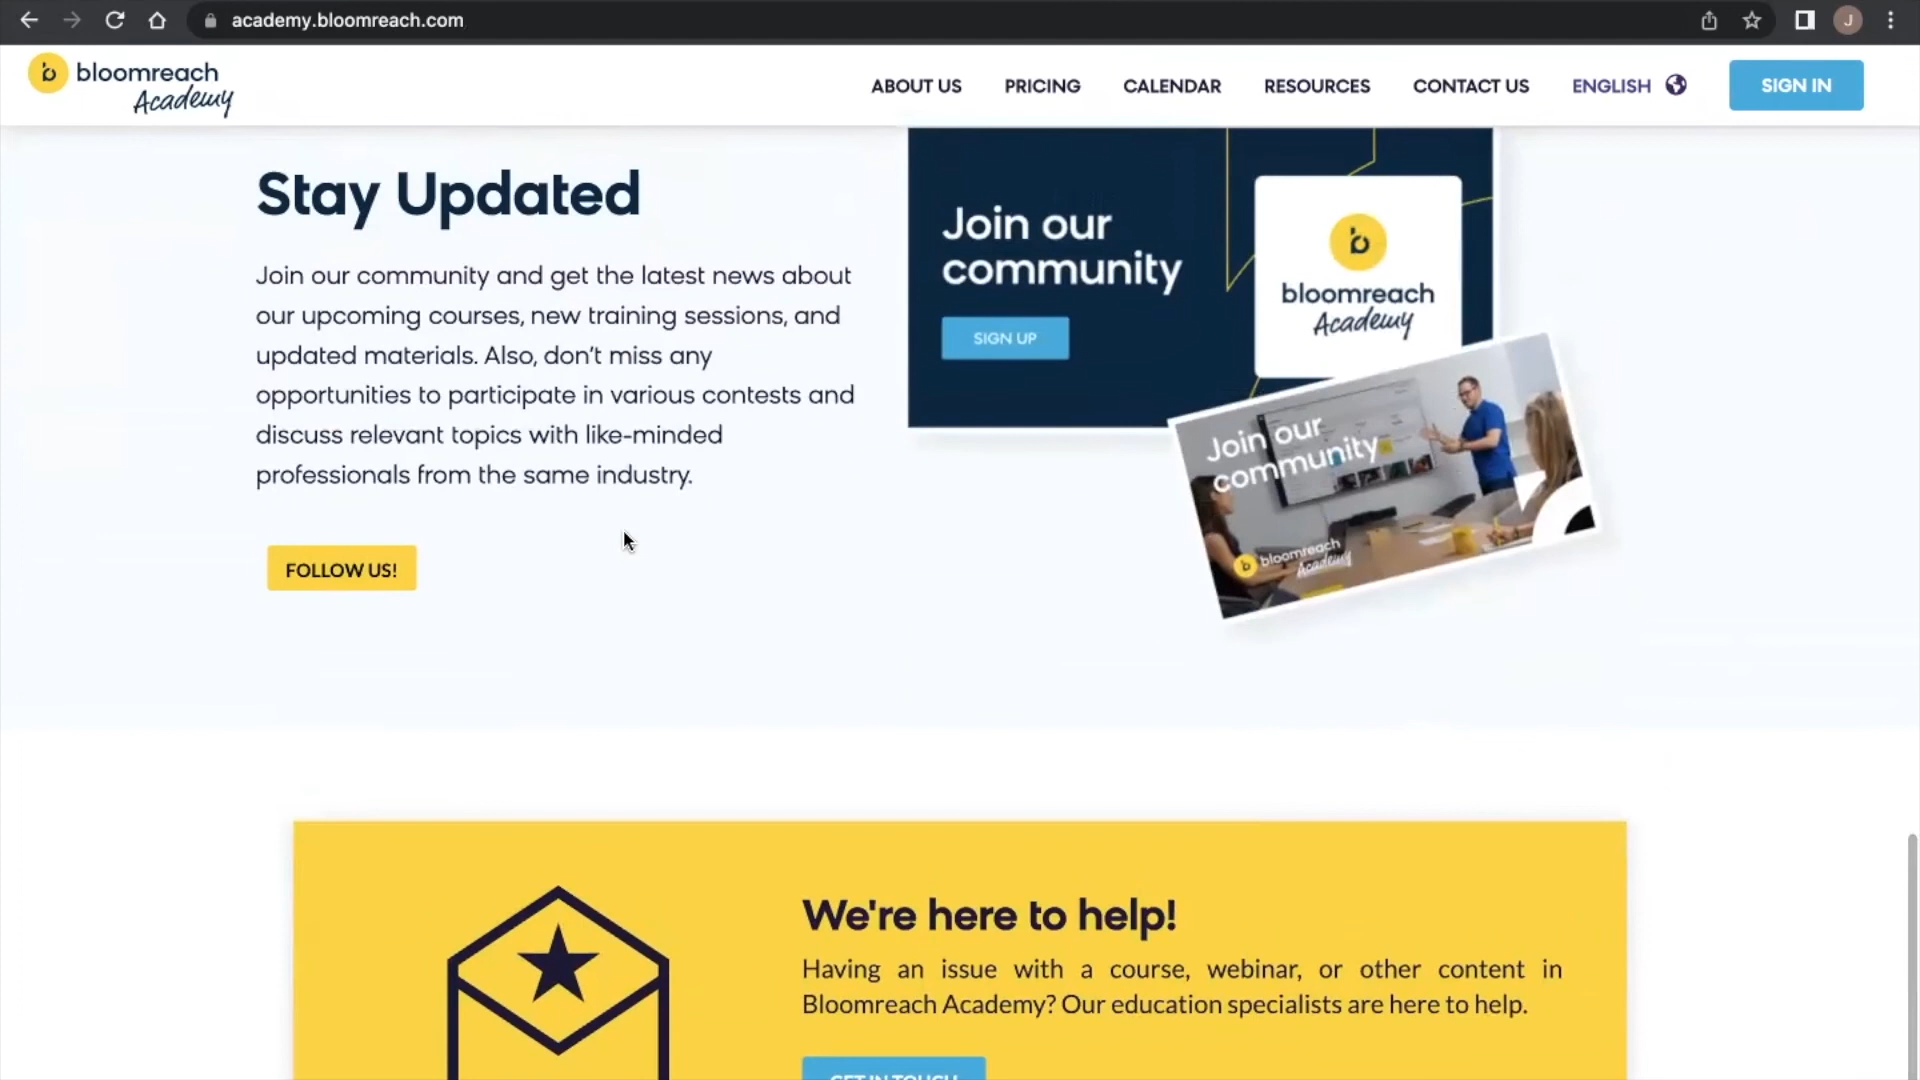 academy.bloomreach.com
J
b bloomreach
Academy
ABOUT US
PRICING
CALENDAR
RESOURCES
CONTACT US
ENGLISH
SIGN IN
Stay Updated
Join our community and get the latest news about
our upcoming courses, new training sessions, and
updated materials. Also, don't miss any
opportunities to participate in various contests and
discuss relevant topics with like-minded
professionals from the same industry.
FOLLOW US!
Join our
community
SIGN UP
b
bloomreach
Academy
Join our
community
b bloomreach
Academy
We're here to help!
Having an issue with a course, webinar, or other content in
Bloomreach Academy? Our education specialists are here to help.
GET IN TOUCH